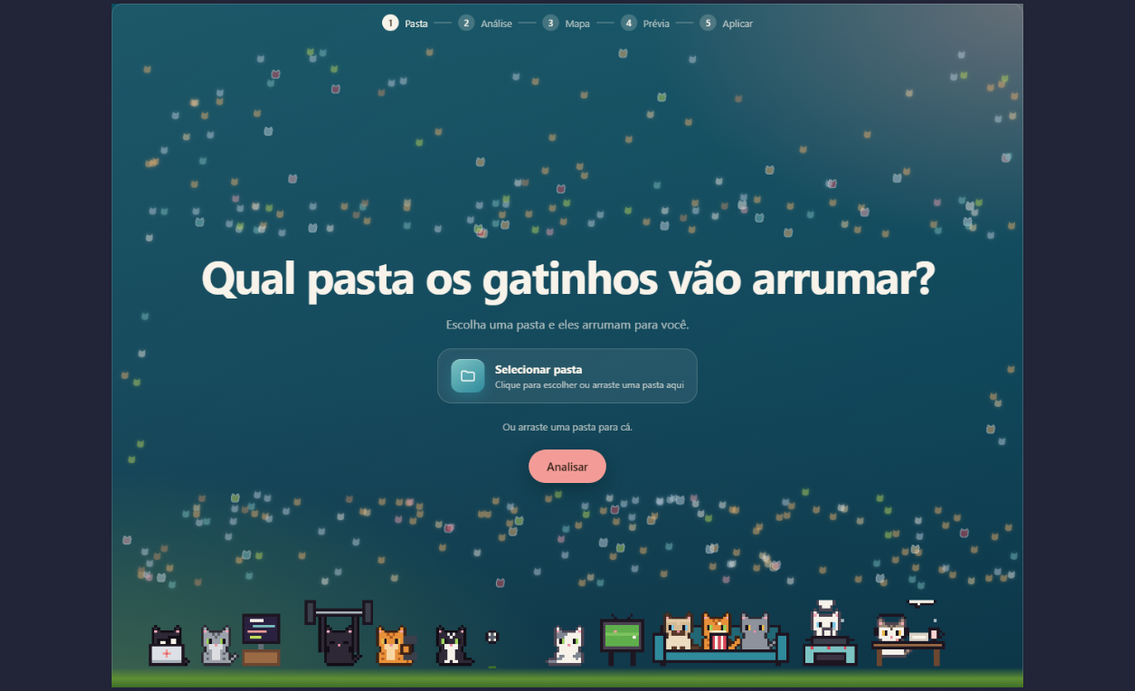 1 Pasta 2 Análise 3 Mapa 4 Prévia 5 Aplicar
Qual pasta os gatinhos vão arrumar?
Escolha uma pasta e eles arrumam para você.
Selecionar pasta
Clique para escolher ou arraste uma pasta aqui
Ou arraste uma pasta para cá.
Analisar